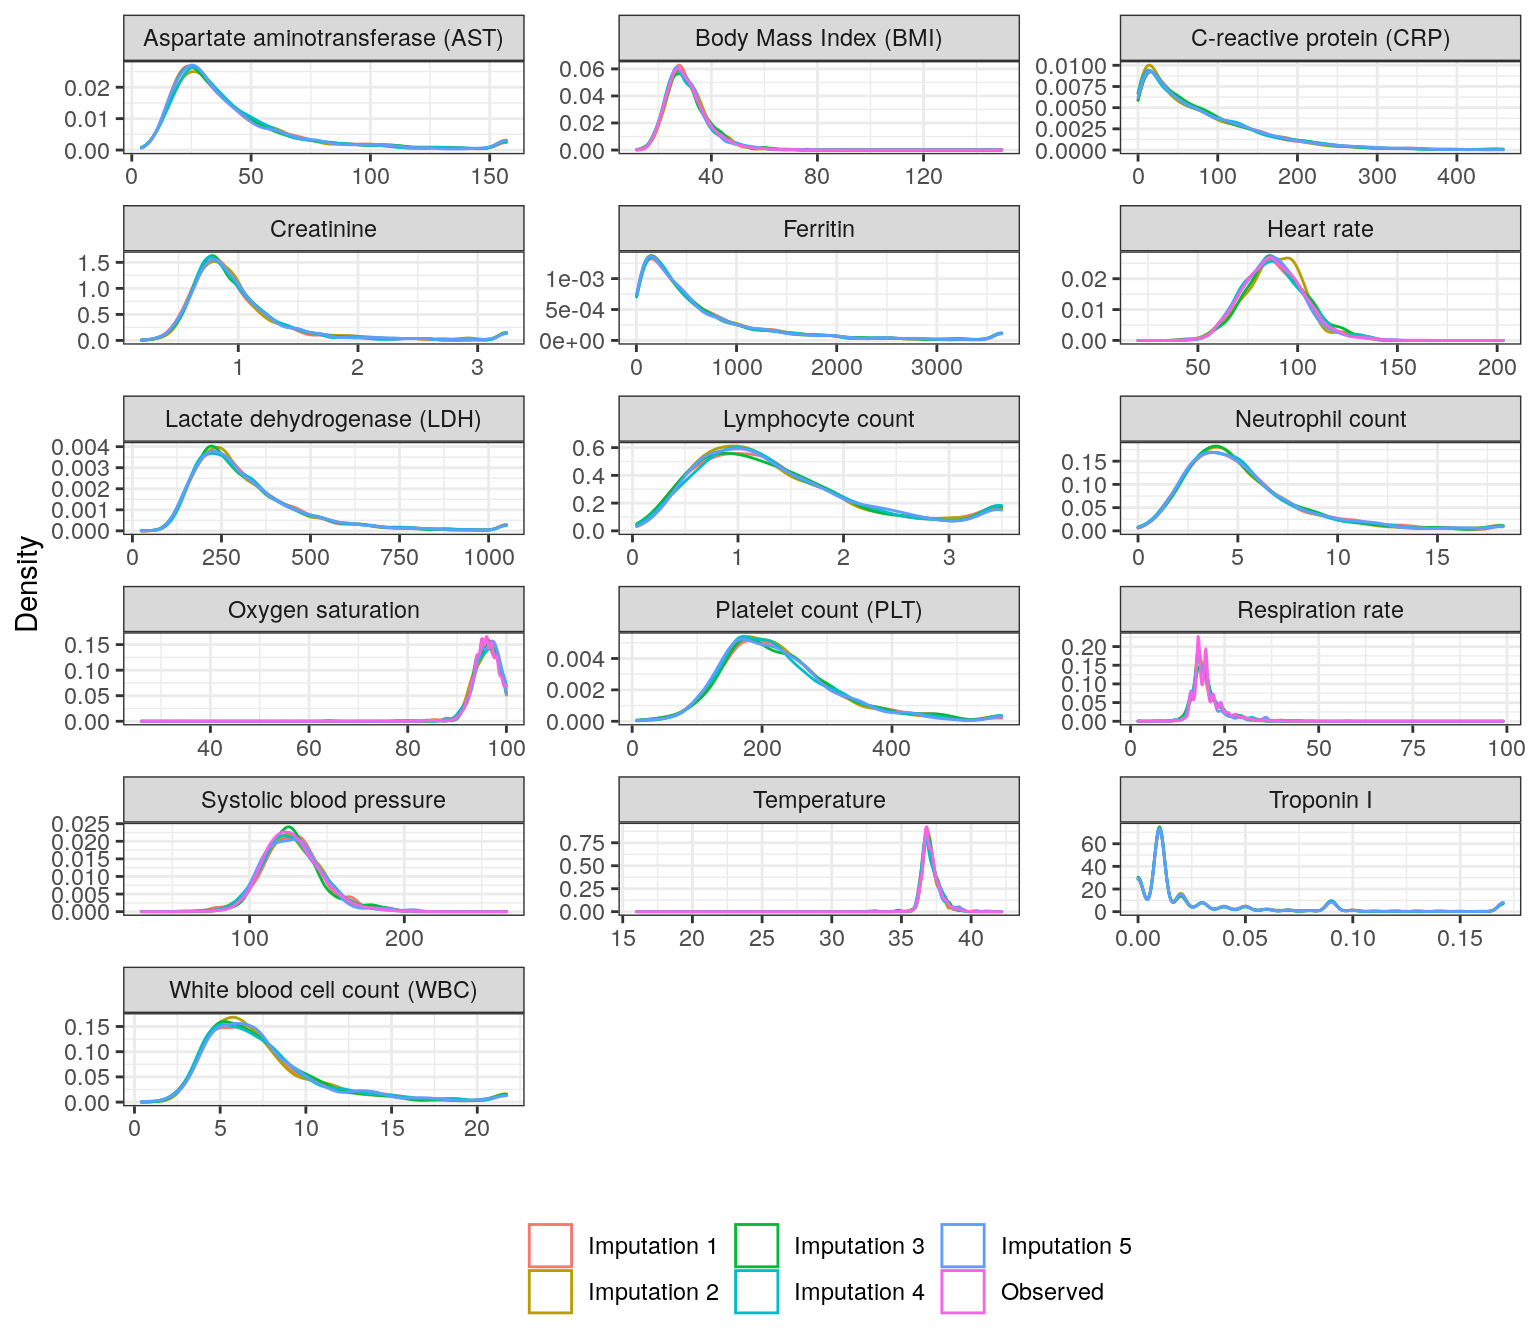 Aspartate aminotransferase (AST) Body Mass Index (BMI) C-reactive protein (CRP)
0.02
0.01
0.00
0 50 100 150
0.06
0.04
0.02
0.00
40 80 120
0.0100
0.0075
0.0050
0.0025
0.0000
0 100 200 300 400
Creatinine Ferritin Heart rate
1.5
1.0
0.5
0.0
1 2 3
1e-03
5e-04
0e+00
0 1000 2000 3000
0.02
0.01
0.00
50 100 150 200
Lactate dehydrogenase (LDH) Lymphocyte count Neutrophil count
0.004
0.003
0.002
0.001
0.000
0 250 500 750 1000
0.6
0.4
0.2
0.0
0 1 2 3
0.15
0.10
0.05
0.00
0 5 10 15
Density
Oxygen saturation Platelet count (PLT) Respiration rate
0.15
0.10
0.05
0.00
40 60 80 100
0.004
0.002
0.000
0 200 400
0.20
0.15
0.10
0.05
0.00
0 25 50 75 100
Systolic blood pressure Temperature Troponin I
0.025
0.020
0.015
0.010
0.005
0.000
100 200
0.75
0.50
0.25
0.00
15 20 25 30 35 40
60
40
20
0
0.00 0.05 0.10 0.15
White blood cell count (WBC)
0.15
0.10
0.05
0.00
0 5 10 15 20
Imputation 1 Imputation 3 Imputation 5
Imputation 2 Imputation 4 Observed